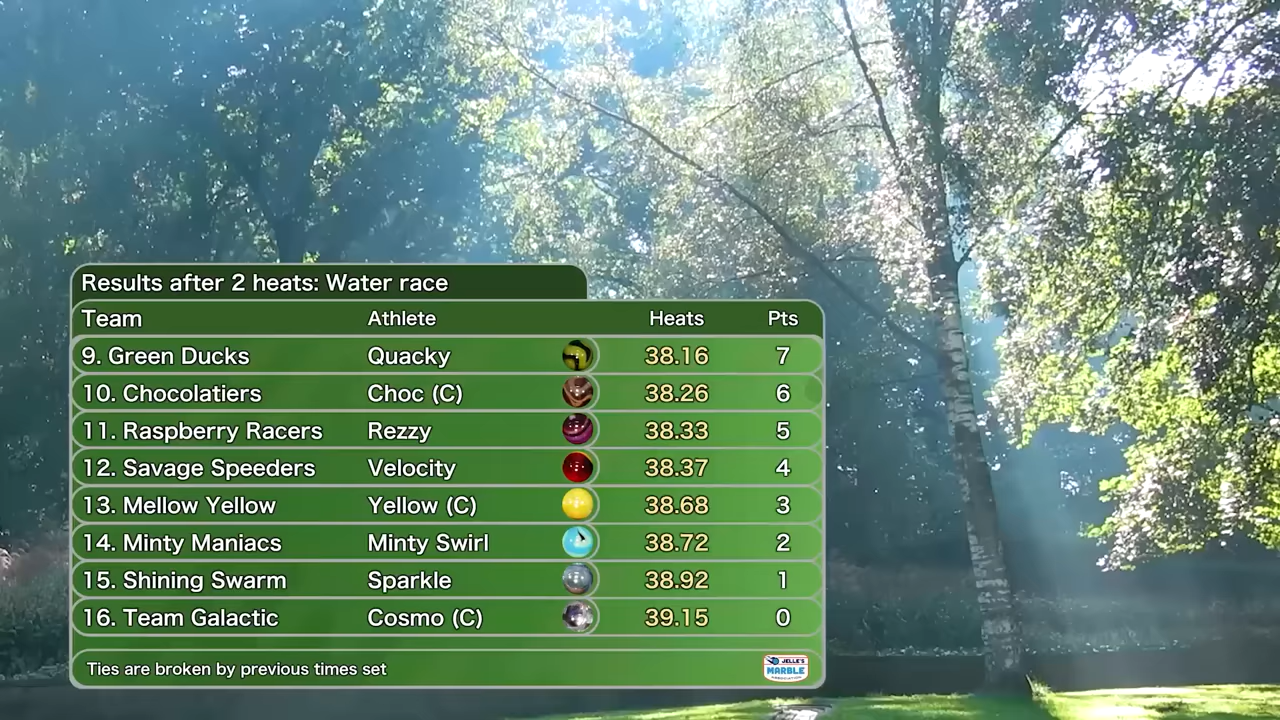 Results after 2 heats: Water race
Team Athlete Heats Pts
9. Green Ducks Quacky 38.16 7
10. Chocolatiers Choc (C) 38.26 6
11. Raspberry Racers Rezzy 38.33 5
12. Savage Speeders Velocity 38.37 4
13. Mellow Yellow Yellow (C) 38.68 3
14. Minty Maniacs Minty Swirl 38.72 2
15. Shining Swarm Sparkle 38.92 1
16. Team Galactic Cosmo (C) 39.15 0
Ties are broken by previous times set
JELLE'S
MARBLE